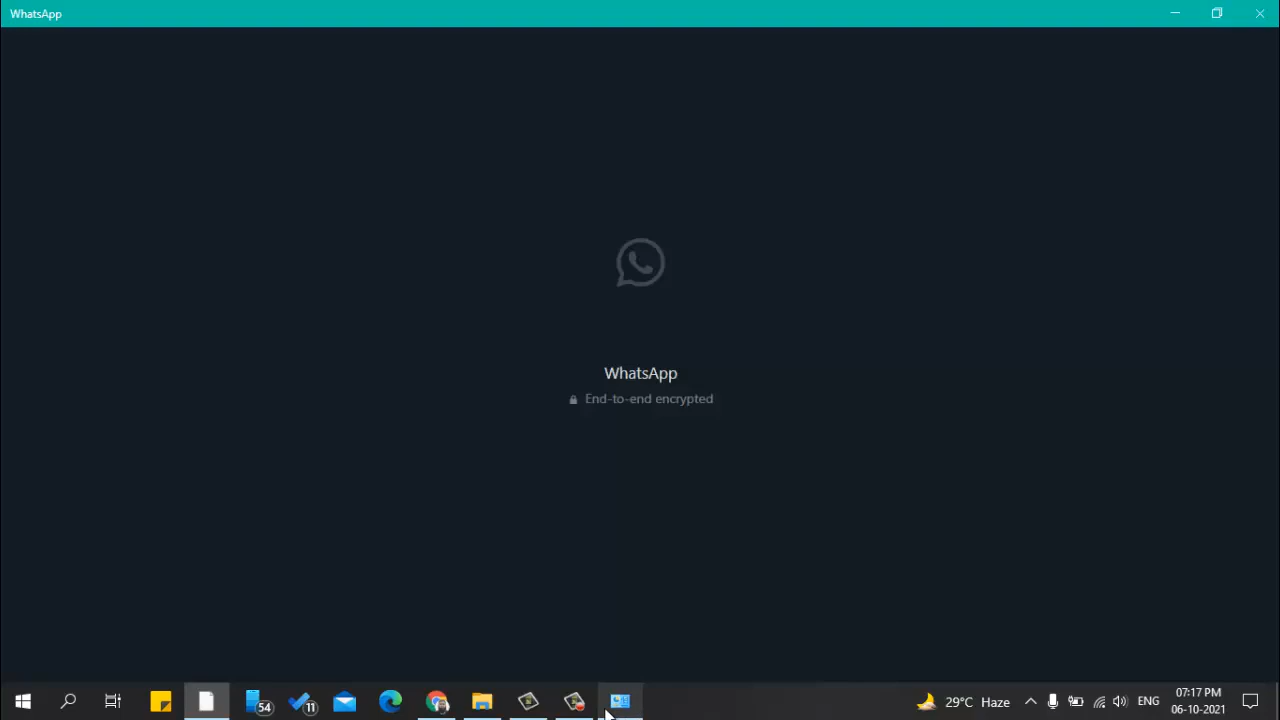 WhatsApp
WhatsApp
End-to-end encrypted
54
11
29°C Haze
ENG
07:17 PM
06-10-2021